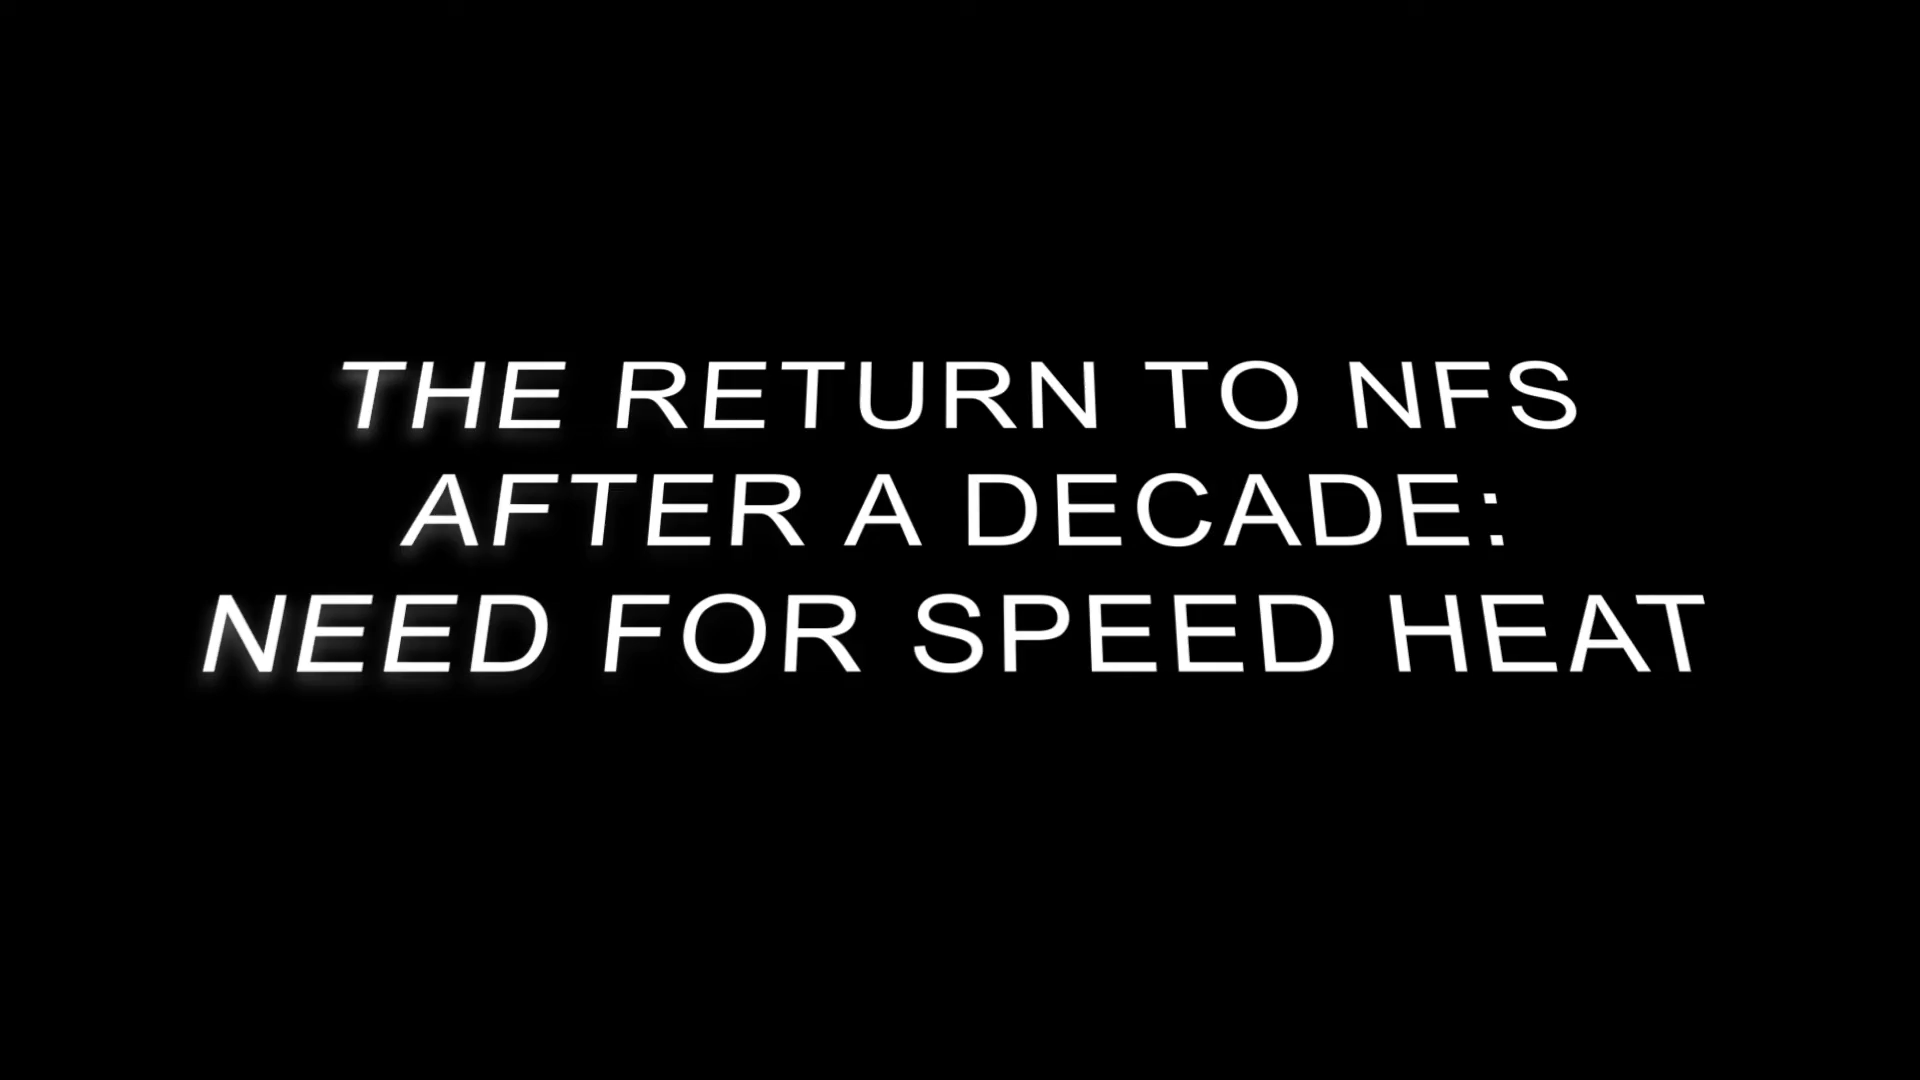 THE RETURN TO NFS
AFTER A DECADE:
NEED FOR SPEED HEAT